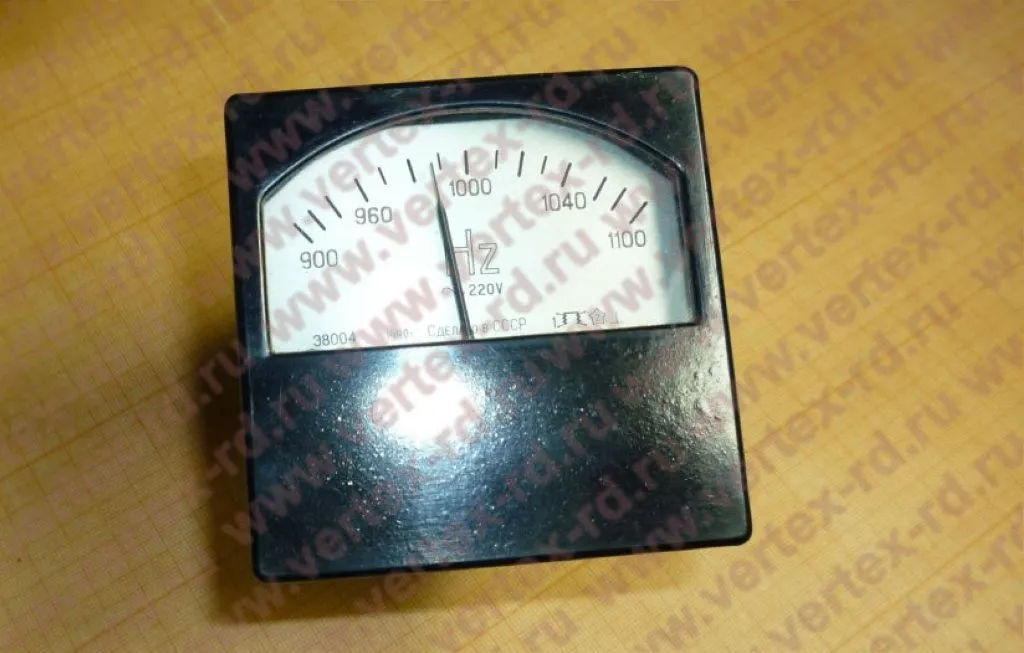 900 960 1000 1040 1100
Hz
220V
38004 СДЕЛАНО В СССР
www.vertex-rd.ru